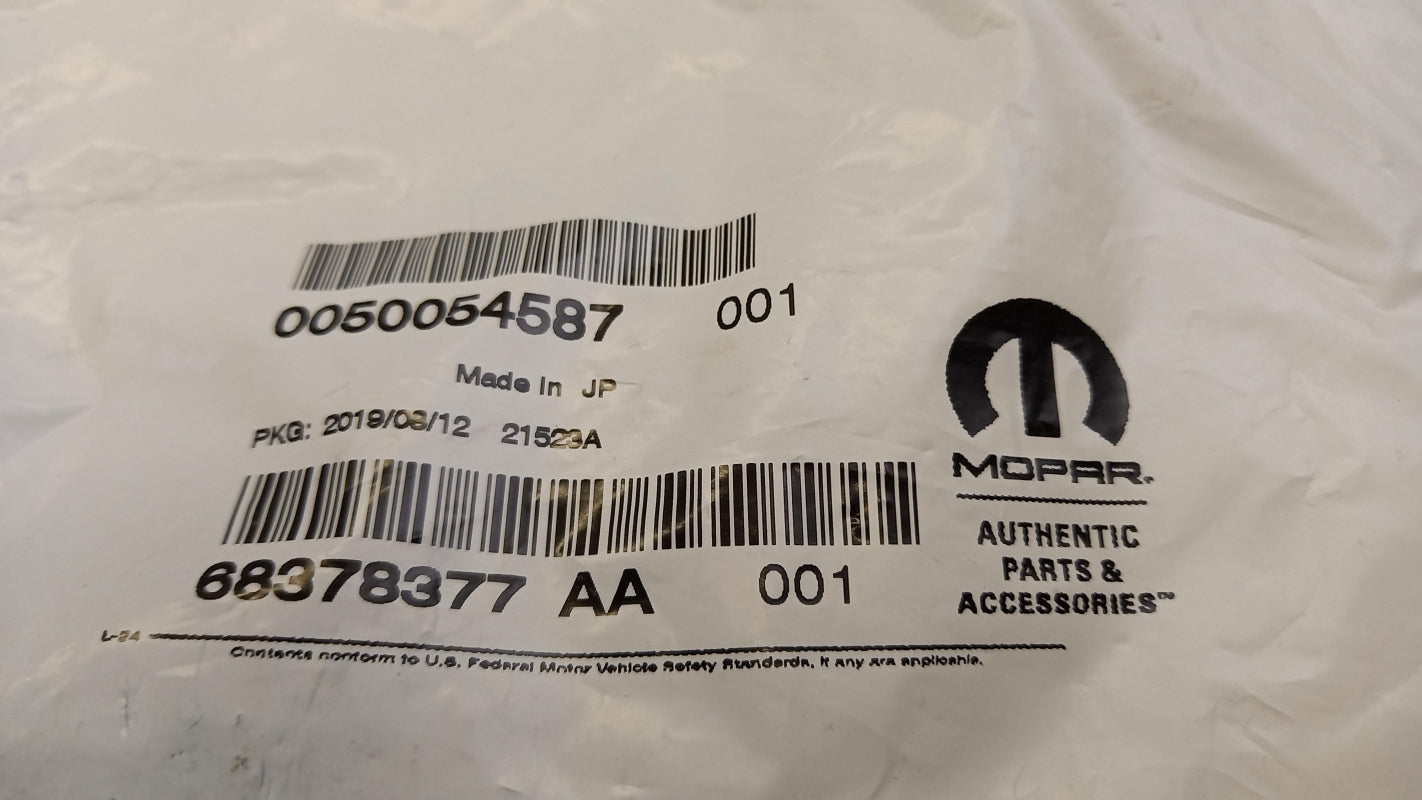 0050054587 001
Made In JP
PKG: 2019/08/12 21523A
68378377 AA 001
L-24
Contents conform to U.S. Federal Motor Vehicle Safety Standards, if any are applicable.
MOPAR.
AUTHENTIC
PARTS &
ACCESSORIES™